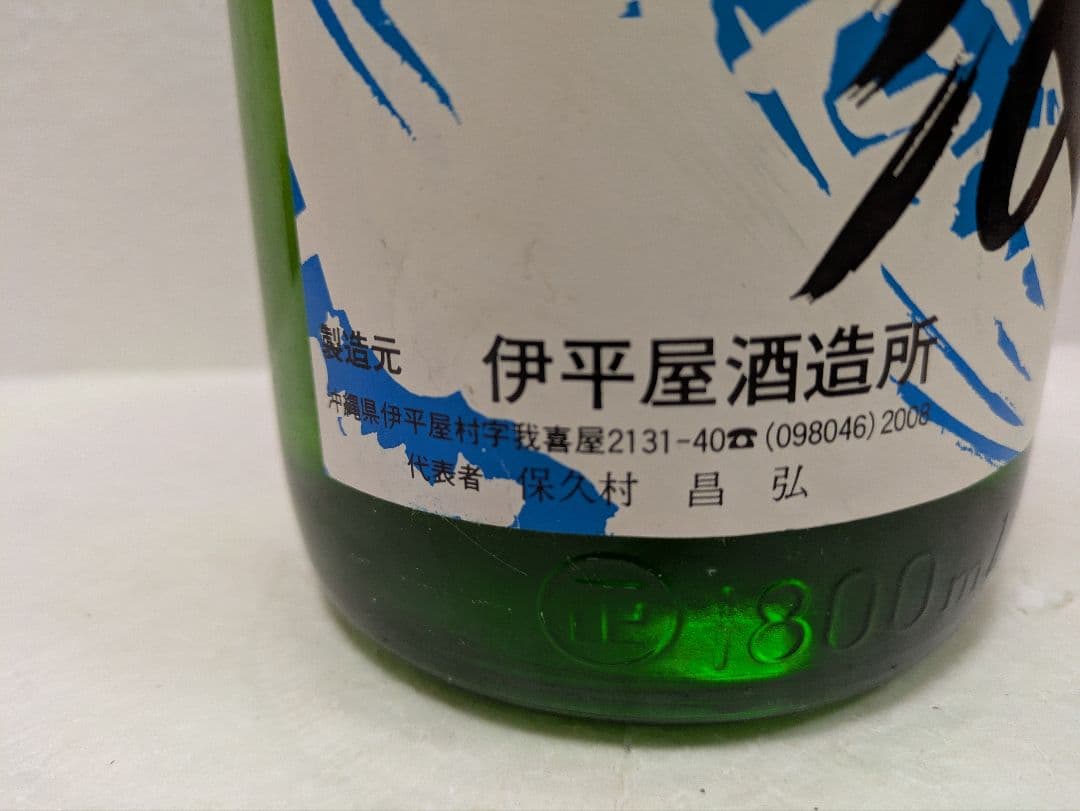 製造元 伊平屋酒造所
沖縄県伊平屋村字我喜屋2131-40☎(098046)2008
代表者 保久村 昌 弘
正 1800ml